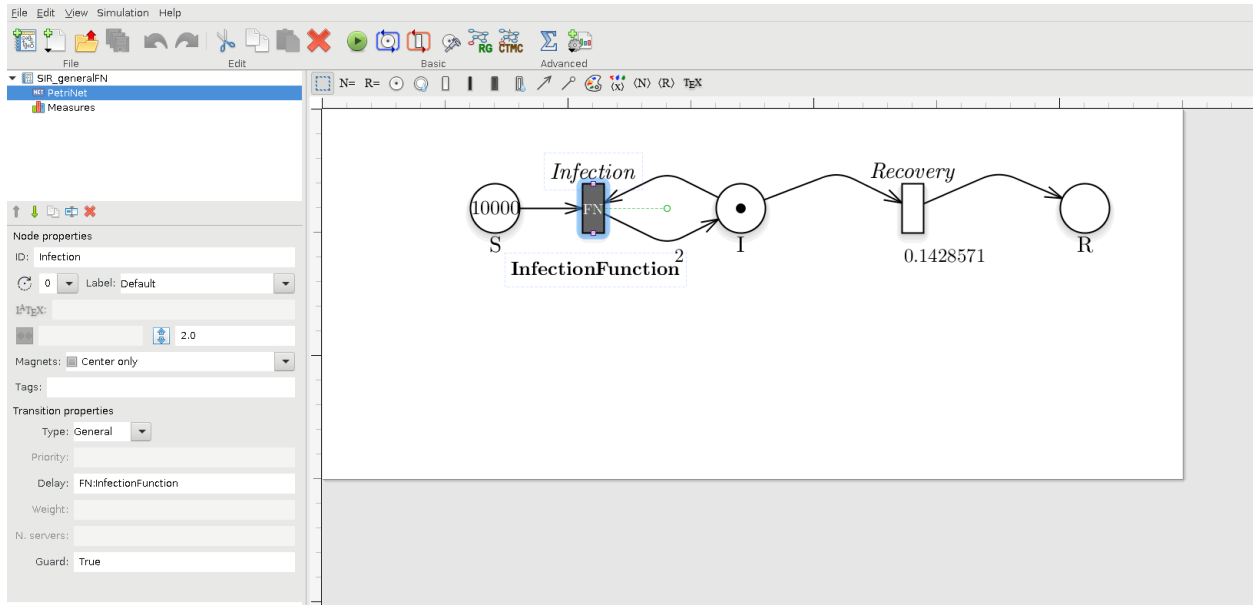 File Edit View Simulation Help
RG CTMC
File Edit Basic Advanced
SIR_generalFN
NET PetriNet
Measures
N= R= ⟨X⟩ ⟨N⟩ ⟨R⟩ TEX
Node properties
ID: Infection
0 Label: Default
LATEX:
2.0
Magnets: Center only
Tags:
Transition properties
Type: General
Priority:
Delay: FN:InfectionFunction
Weight:
N. servers:
Guard: True
Infection
Recovery
10000
FN
S
I
R
2
InfectionFunction
0.1428571